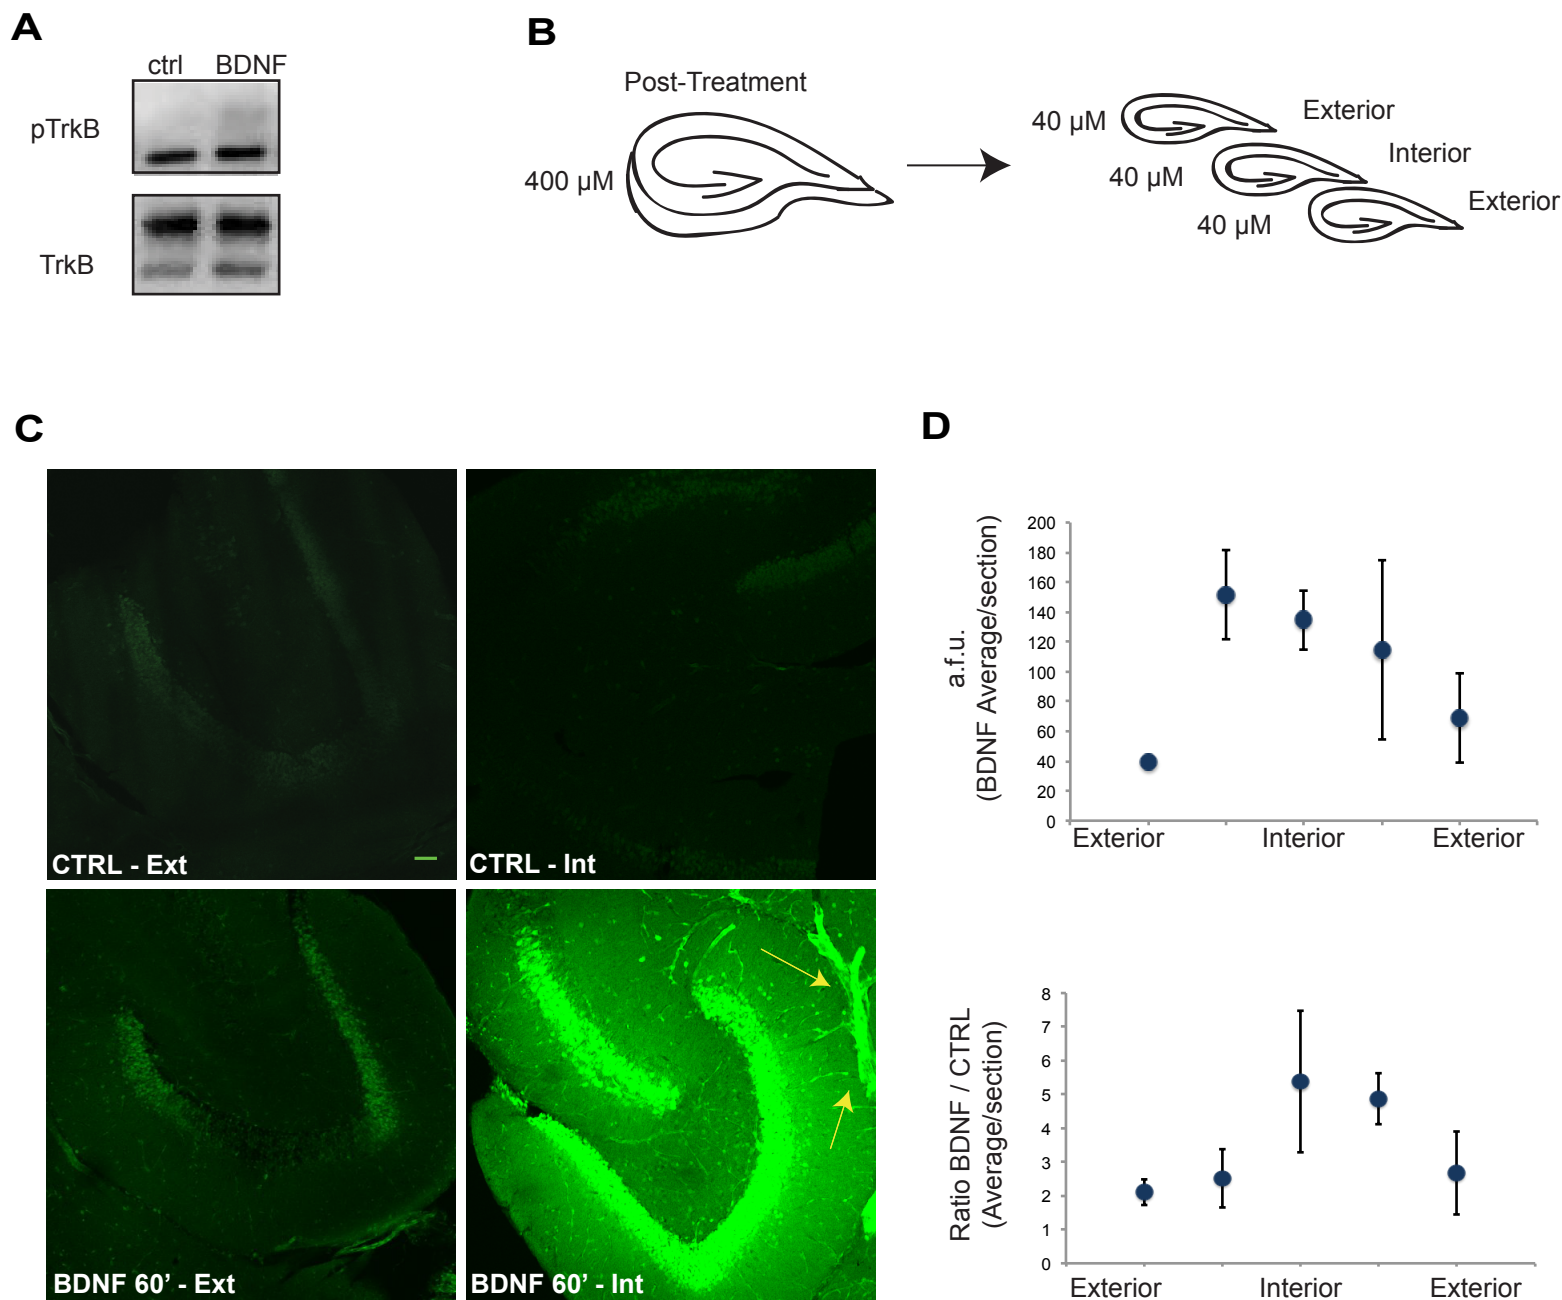 A
ctrl BDNF
pTrkB
TrkB
B
Post-Treatment
400 µM
40 µM
Exterior
40 µM
Interior
40 µM
Exterior
C
CTRL - Ext
CTRL - Int
BDNF 60' - Ext
BDNF 60' - Int
D
a.f.u.
(BDNF Average/section)
200
180
160
140
120
100
80
60
40
20
0
Exterior Interior Exterior
Ratio BDNF / CTRL
(Average/section)
8
7
6
5
4
3
2
1
0
Exterior Interior Exterior